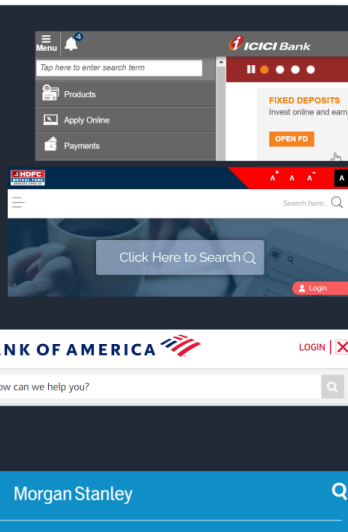 4
Menu
ICICI Bank
Tap here to enter search term
Products
Apply Online
Payments
FIXED DEPOSITS
Invest online and earn
OPEN FD
HDFC
MUTUAL FUND
A+ A A- A
Search here..
Click Here to Search
Login
NK OF AMERICA
LOGIN
ow can we help you?
Morgan Stanley